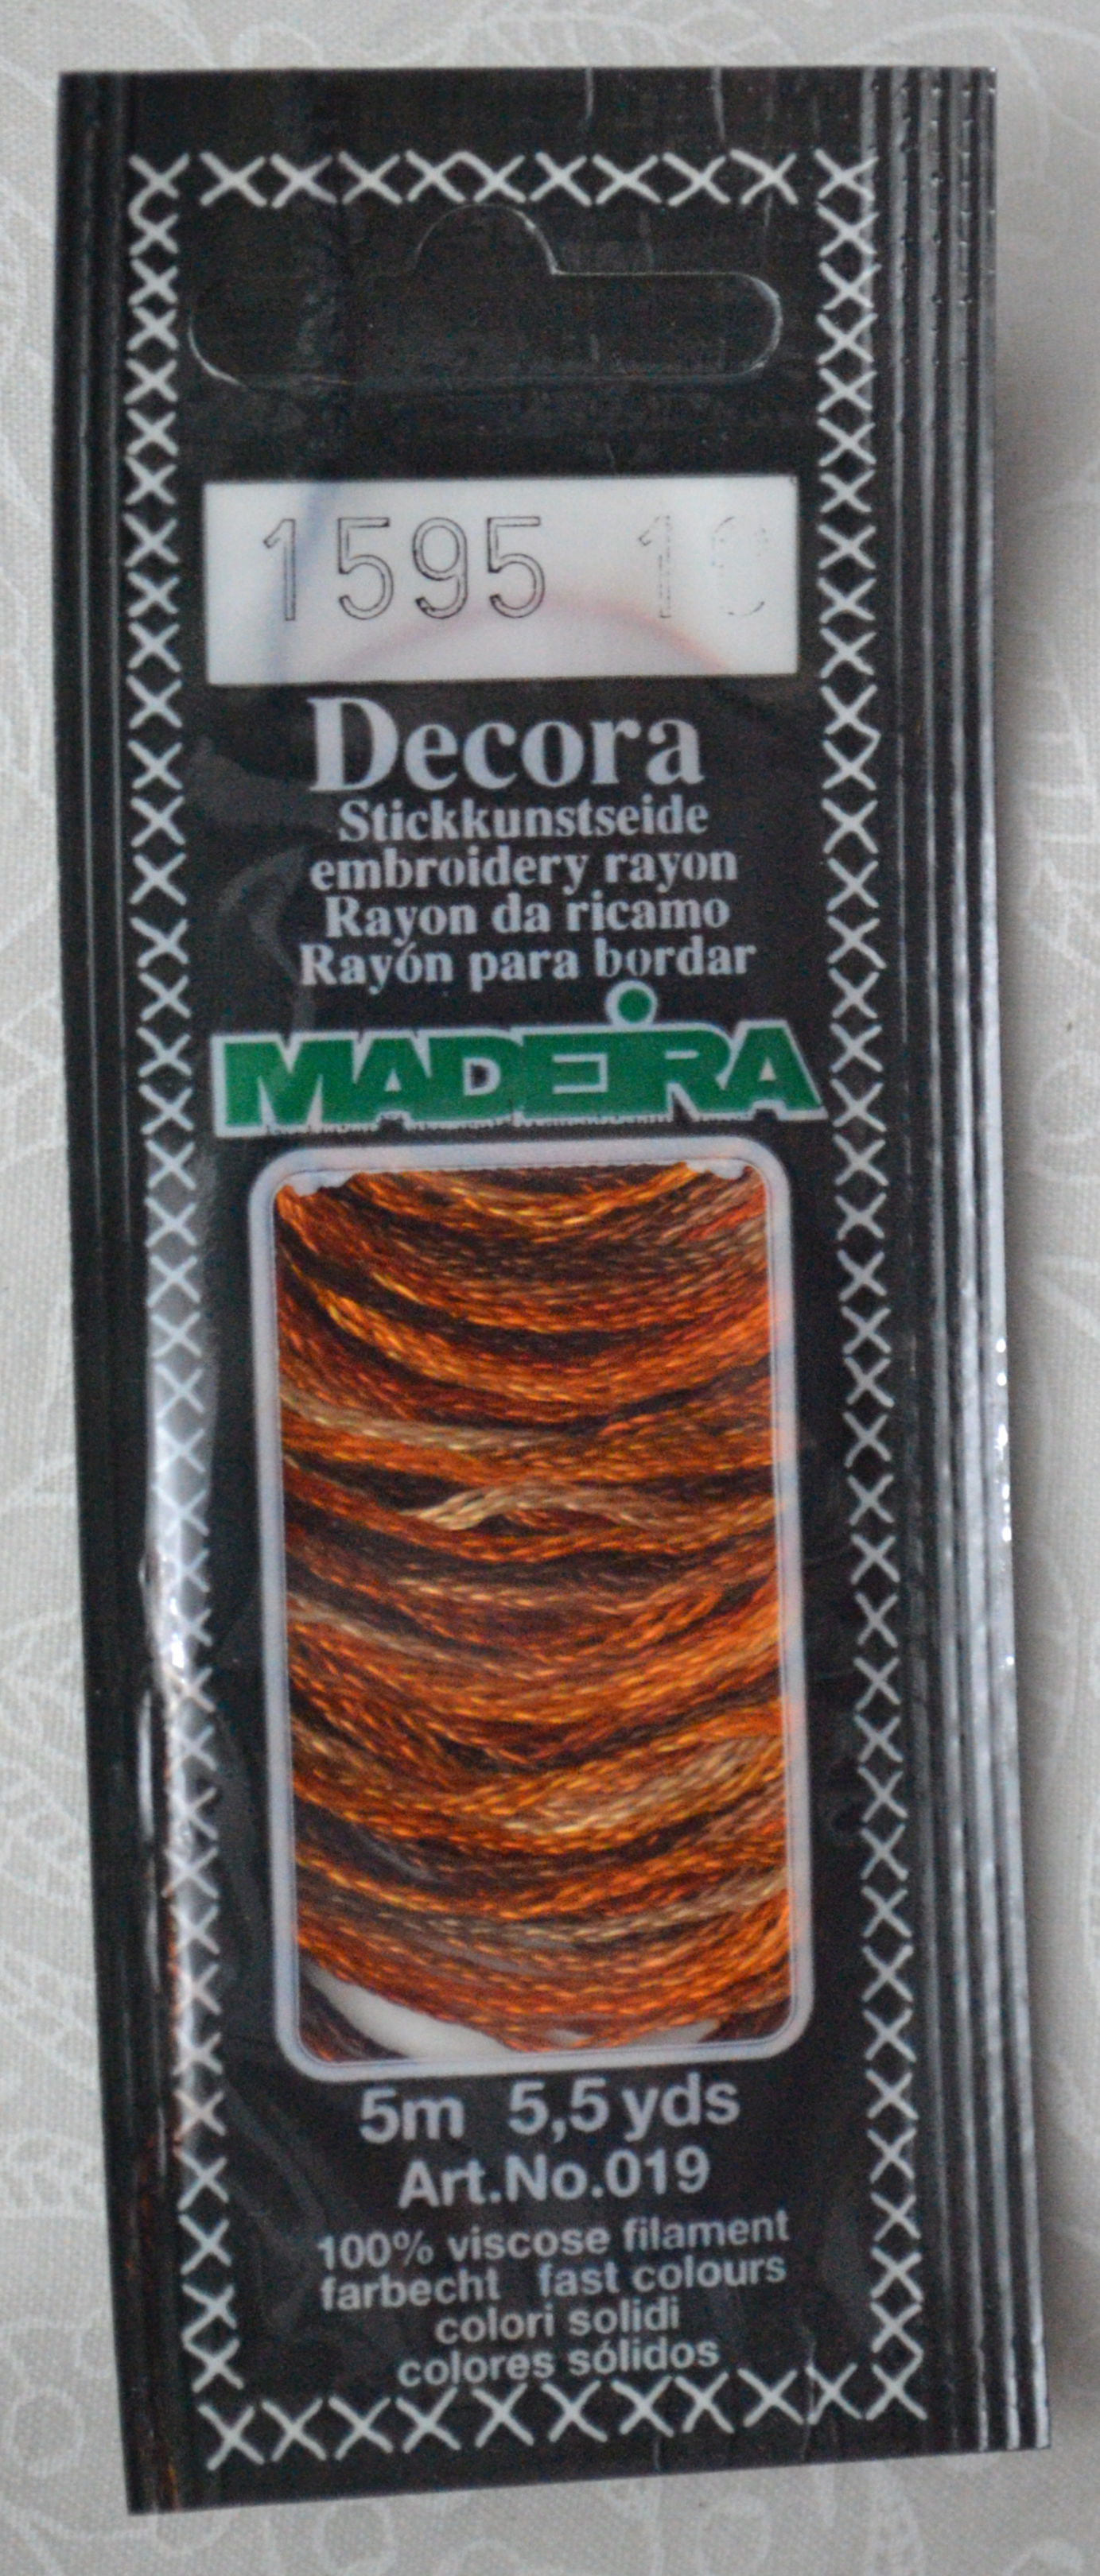 1595 10
Decora
Stickkunstseide
embroidery rayon
Rayon da ricamo
Rayón para bordar
MADEIRA
5m 5,5 yds
Art.No.019
100% viscose filament
farbecht fast colours
colori solidi
colores sólidos